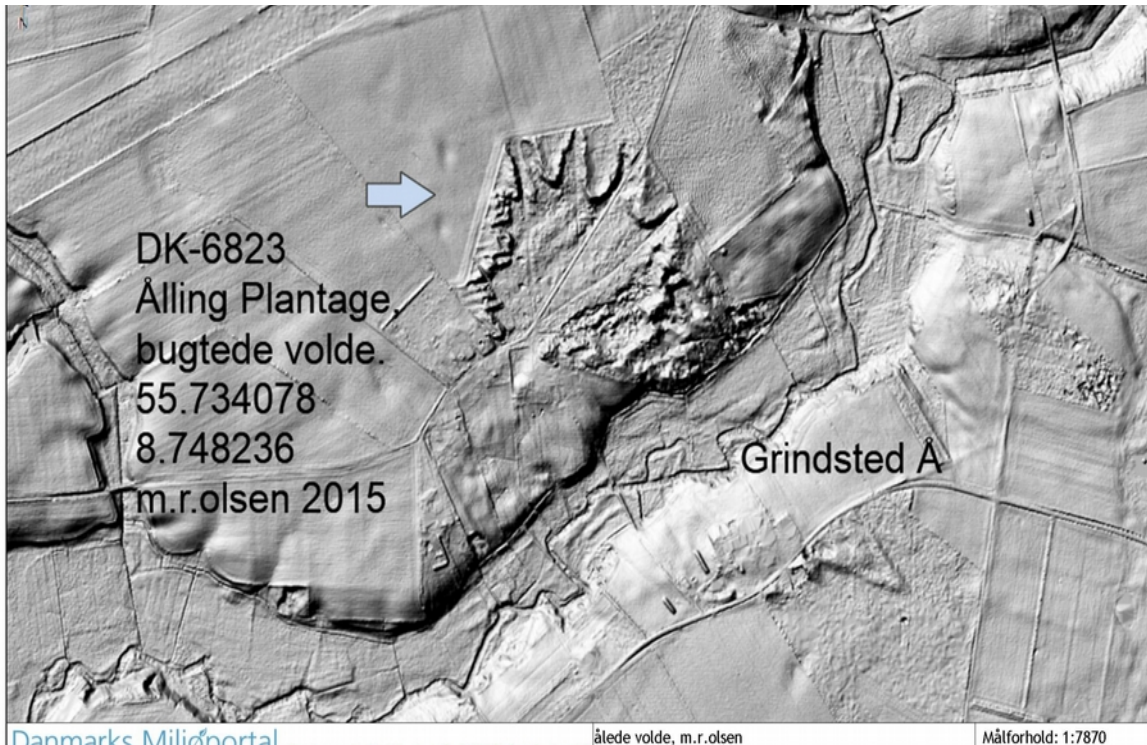 N
DK-6823
Ålling Plantage,
bugtede volde.
55.734078
8.748236
m.r.olsen 2015
Grindsted Å
Danmarks Miljøportal
ålede volde, m.r.olsen
Målforhold: 1:7870